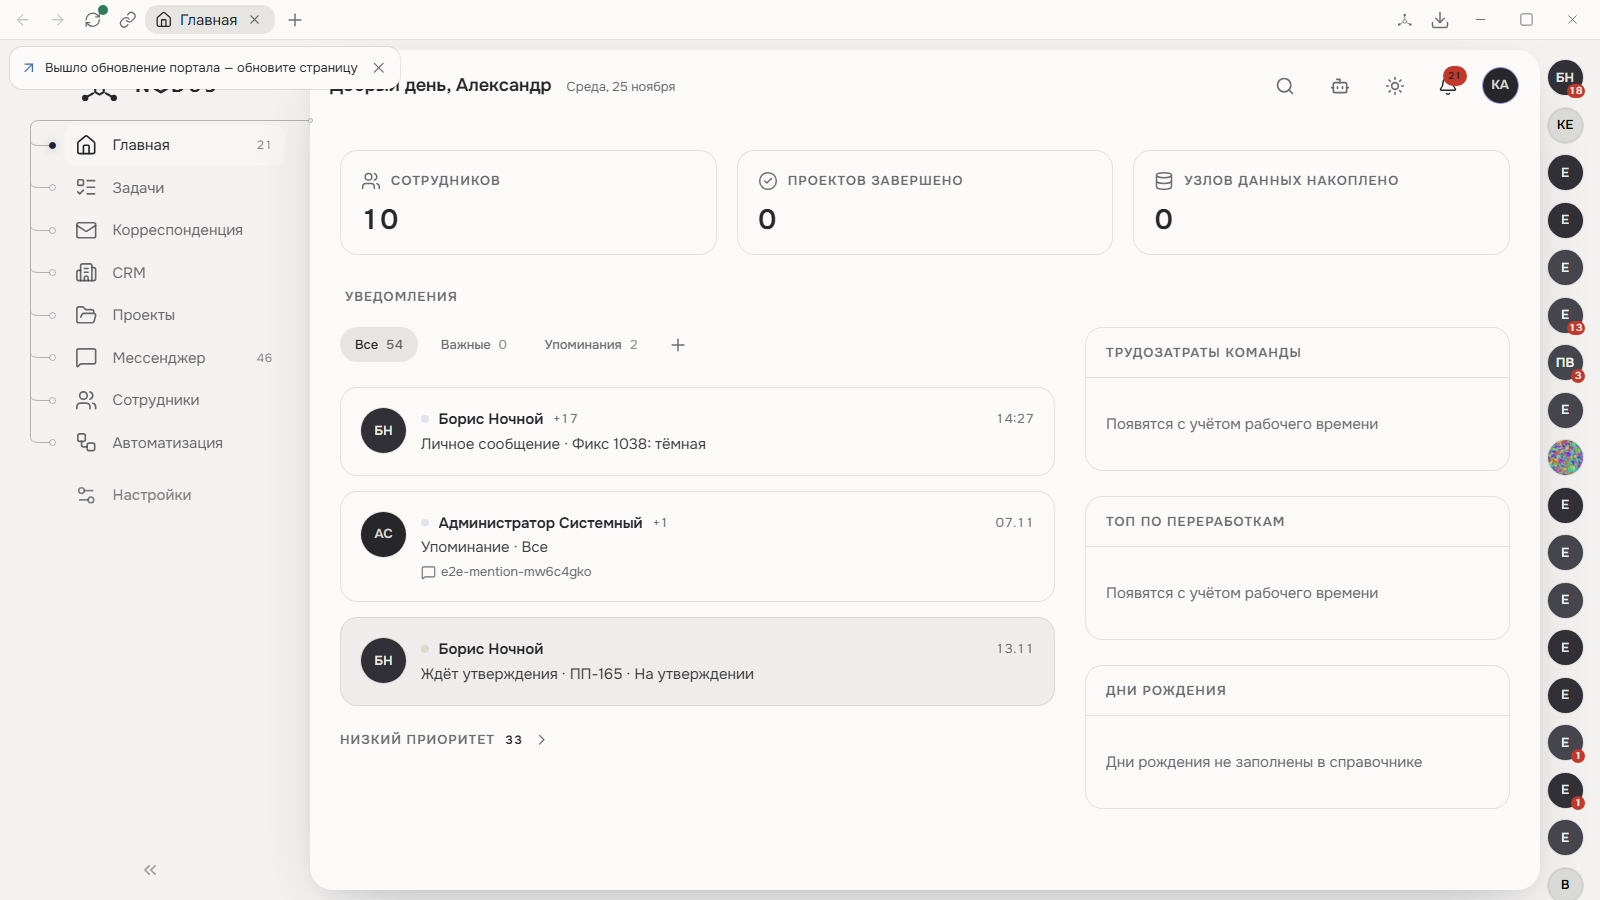 Главная
Вышло обновление портала — обновите страницу
Добрый день, Александр
Среда, 25 ноября
21
КА
Главная 21
Задачи
Корреспонденция
CRM
Проекты
Мессенджер 46
Сотрудники
Автоматизация
Настройки
СОТРУДНИКОВ
10
ПРОЕКТОВ ЗАВЕРШЕНО
0
УЗЛОВ ДАННЫХ НАКОПЛЕНО
0
УВЕДОМЛЕНИЯ
Все 54
Важные 0
Упоминания 2
БН
Борис Ночной +17
14:27
Личное сообщение · Фикс 1038: тёмная
АС
Администратор Системный +1
07.11
Упоминание · Все
e2e-mention-mw6c4gko
БН
Борис Ночной
13.11
Ждёт утверждения · ПП-165 · На утверждении
НИЗКИЙ ПРИОРИТЕТ 33
ТРУДОЗАТРАТЫ КОМАНДЫ
Появятся с учётом рабочего времени
ТОП ПО ПЕРЕРАБОТКАМ
Появятся с учётом рабочего времени
ДНИ РОЖДЕНИЯ
Дни рождения не заполнены в справочнике
БН
18
КЕ
Е
Е
Е
Е
13
ПВ
3
Е
Е
Е
Е
Е
Е
Е
1
Е
1
Е
В